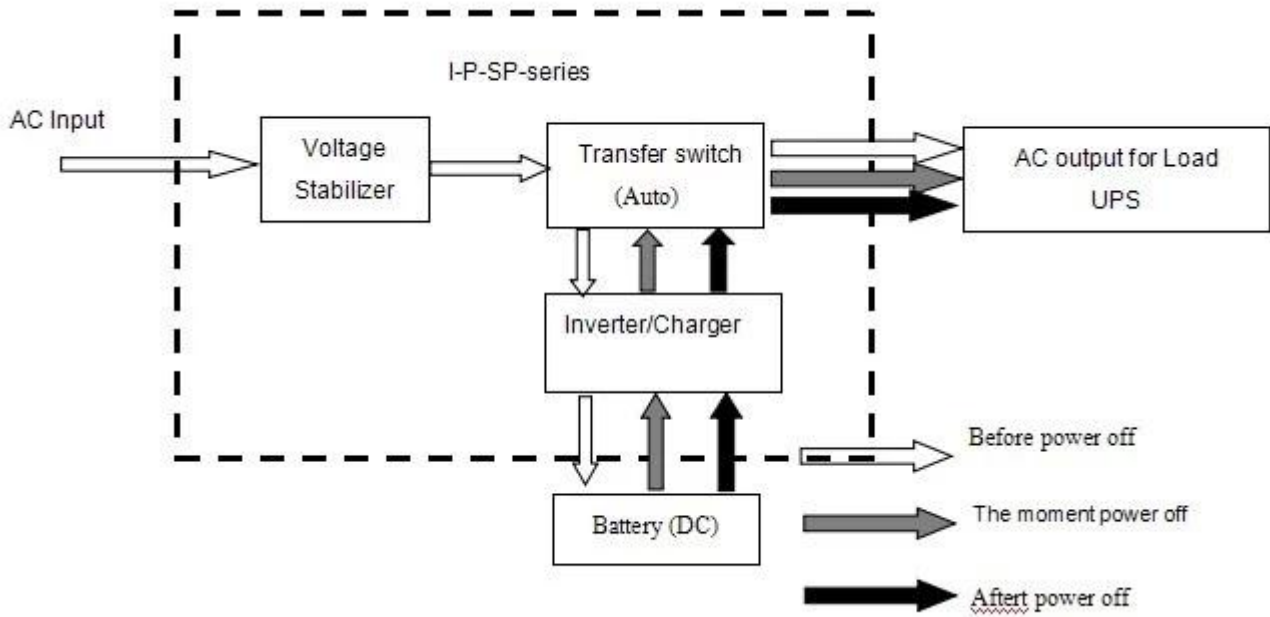 I-P-SP-series
AC Input
Voltage
Stabilizer
Transfer switch
(Auto)
AC output for Load
UPS
Inverter/Charger
Battery (DC)
Before power off
The moment power off
Aftert power off